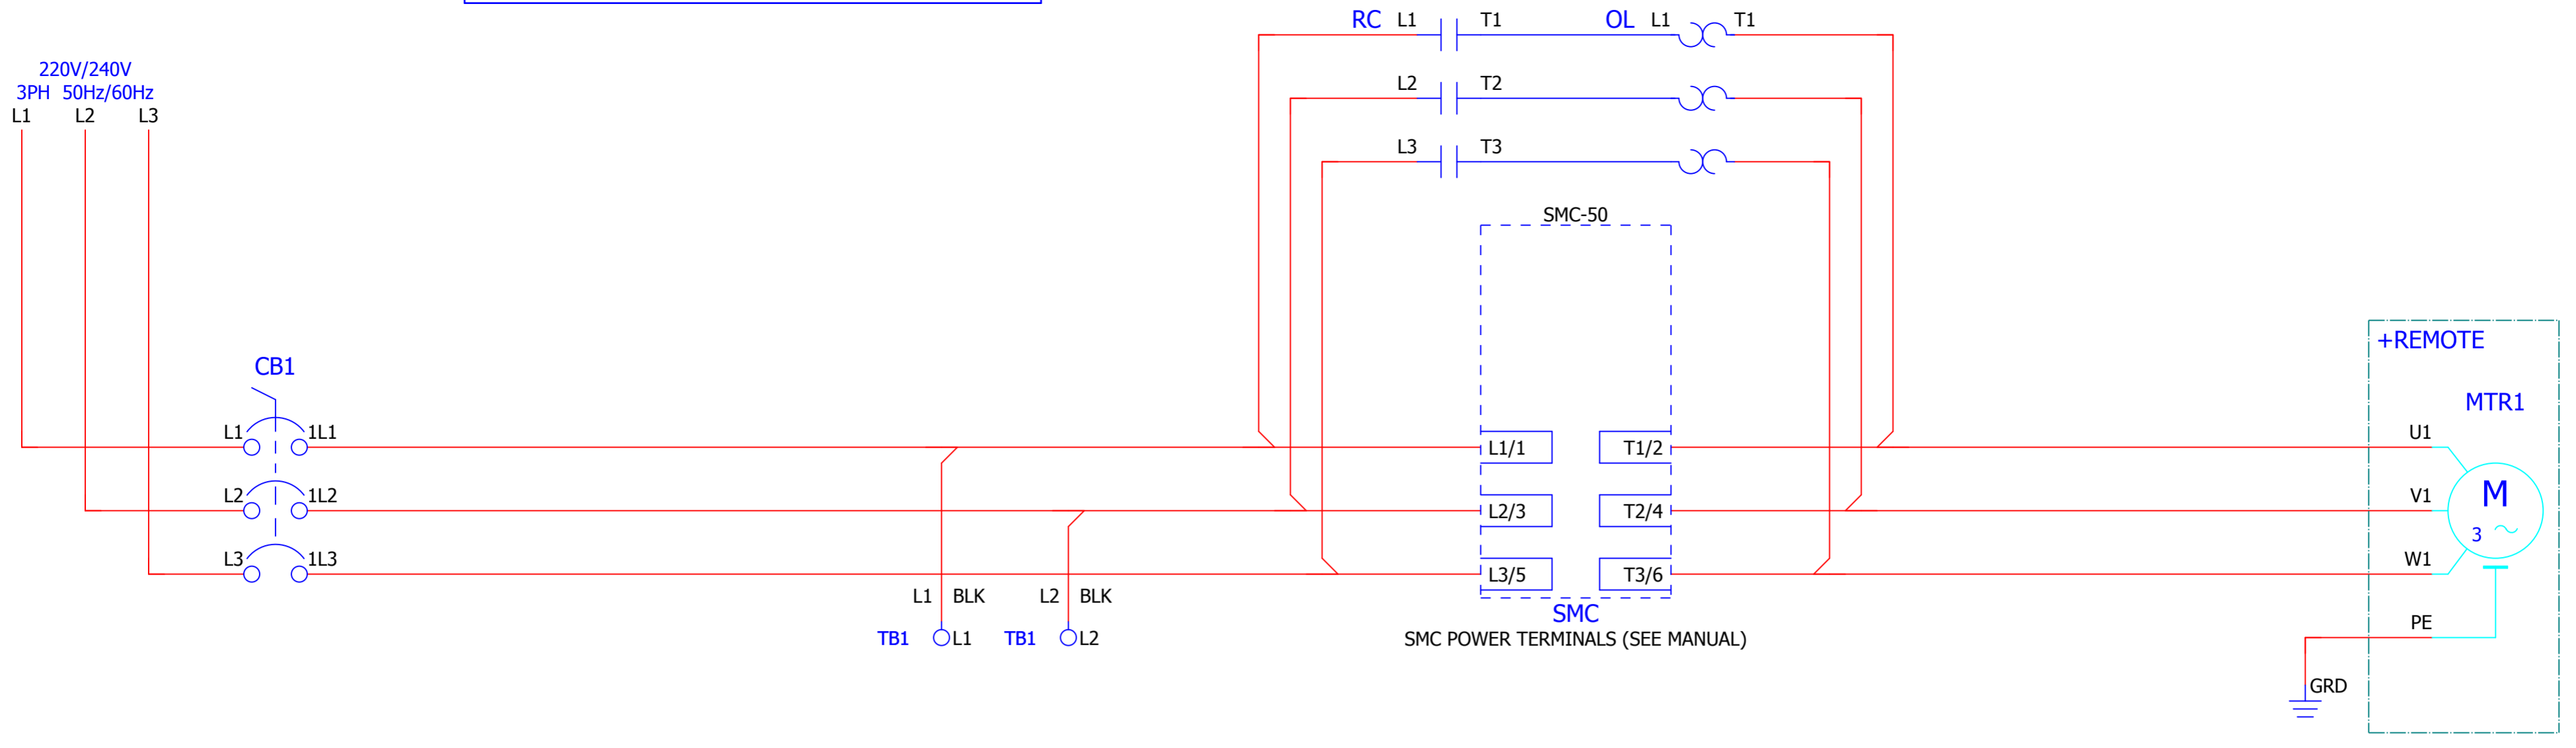 RC L1 T1 OL L1 T1
220V/240V
3PH 50Hz/60Hz
L1 L2 L3
L2 T2
L3 T3
SMC-50
+REMOTE
CB1
MTR1
L1 1L1 L1/1 T1/2 U1
L2 1L2 L2/3 T2/4 V1
M
3
L3 1L3 L3/5 T3/6 W1
L1 BLK L2 BLK
SMC
TB1 L1 TB1 L2 SMC POWER TERMINALS (SEE MANUAL)
PE
GRD